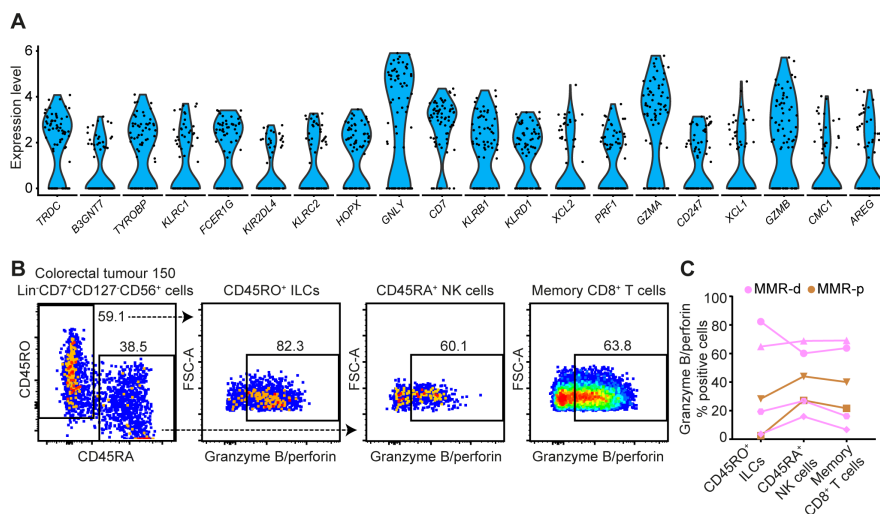 A
Expression level
6
4
2
0
TRDC
B3GNT7
TYROBP
KLRC1
FCER1G
KIR2DL4
KLRC2
HOPX
GNLY
CD7
KLRB1
KLRD1
XCL2
PRF1
GZMA
CD247
XCL1
GZMB
CMC1
AREG
B
Colorectal tumour 150
Lin⁻CD7⁺CD127⁻CD56⁺ cells
CD45RO⁺ ILCs
CD45RA⁺ NK cells
Memory CD8⁺ T cells
59.1
38.5
82.3
60.1
63.8
CD45RO
FSC-A
FSC-A
FSC-A
CD45RA
Granzyme B/perforin
Granzyme B/perforin
Granzyme B/perforin
C
MMR-d
MMR-p
Granzyme B/perforin
% positive cells
100
80
60
40
20
0
CD45RO⁺
ILCs
CD45RA⁺
NK cells
Memory
CD8⁺ T cells